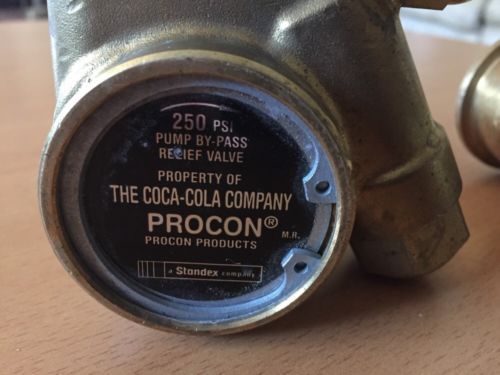 250 PSI
PUMP BY-PASS
RELIEF VALVE
PROPERTY OF
THE COCA-COLA COMPANY
PROCON®
M.R.
PROCON PRODUCTS
a Standex company